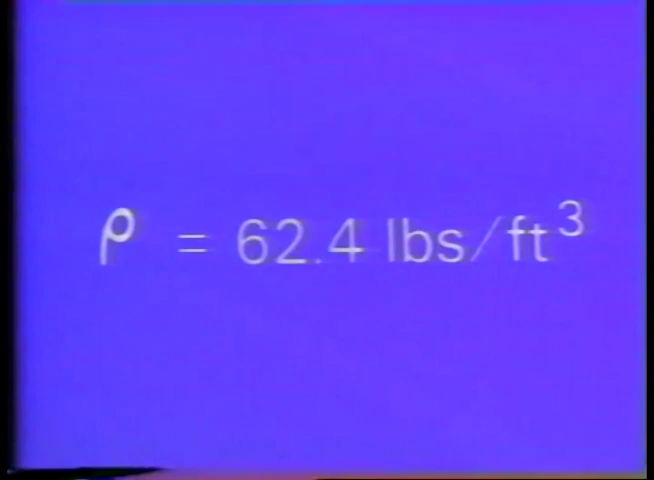 ρ = 62.4 lbs/ft³